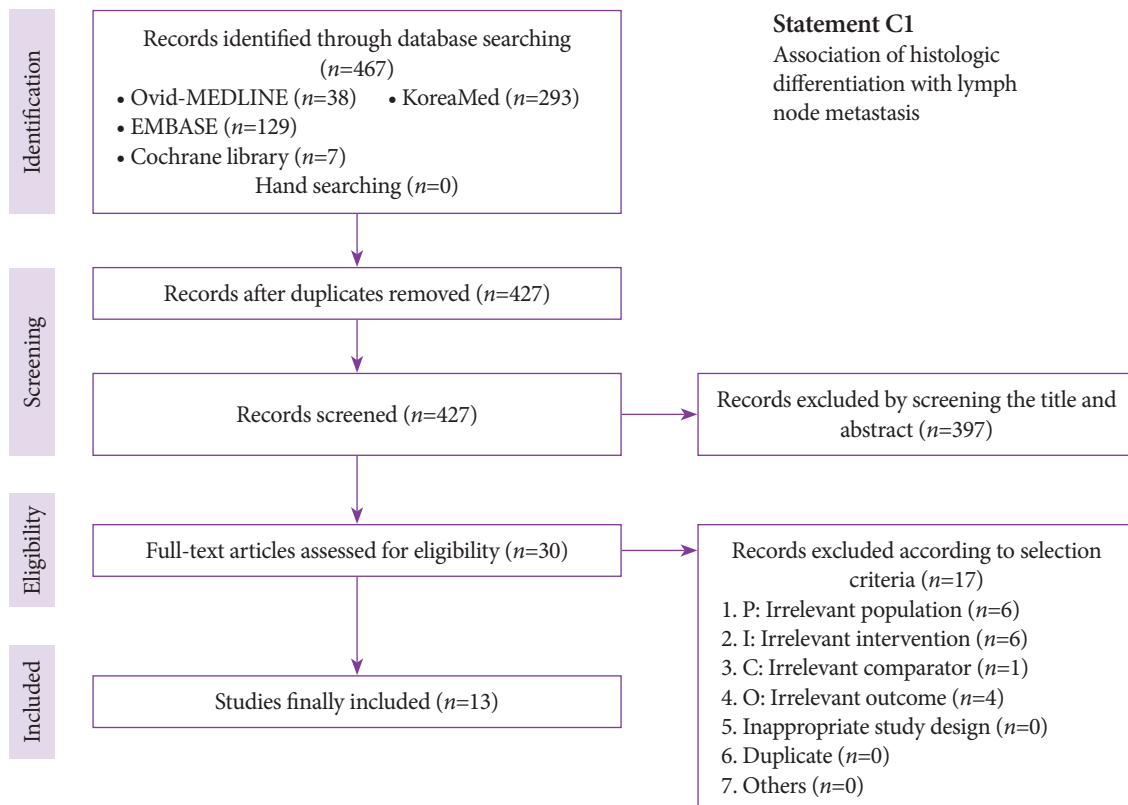 Statement C1
Association of histologic
differentiation with lymph
node metastasis
Identification
Records identified through database searching
(n=467)
• Ovid-MEDLINE (n=38) • KoreaMed (n=293)
• EMBASE (n=129)
• Cochrane library (n=7)
Hand searching (n=0)
Screening
Records after duplicates removed (n=427)
Records screened (n=427)
Records excluded by screening the title and
abstract (n=397)
Eligibility
Full-text articles assessed for eligibility (n=30)
Records excluded according to selection
criteria (n=17)
1. P: Irrelevant population (n=6)
2. I: Irrelevant intervention (n=6)
3. C: Irrelevant comparator (n=1)
4. O: Irrelevant outcome (n=4)
5. Inappropriate study design (n=0)
6. Duplicate (n=0)
7. Others (n=0)
Included
Studies finally included (n=13)